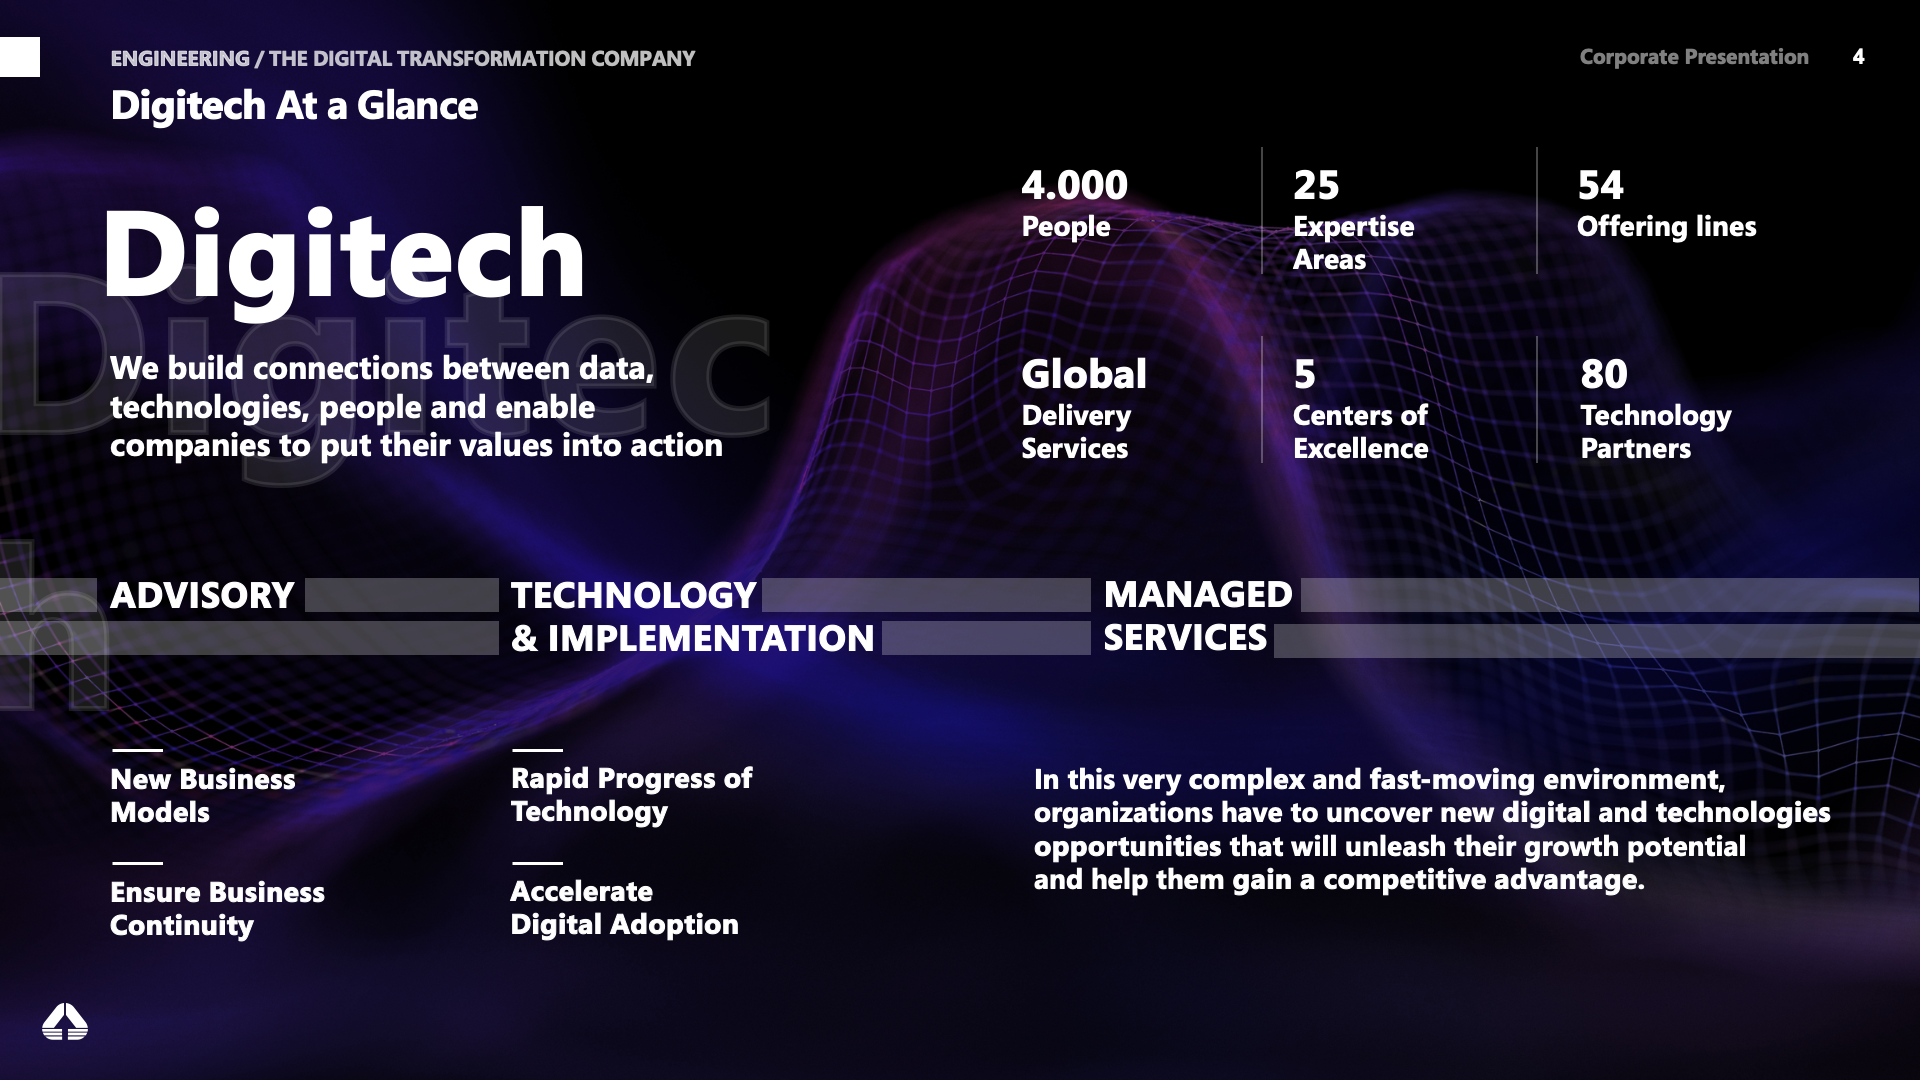 ENGINEERING / THE DIGITAL TRANSFORMATION COMPANY
Corporate Presentation
4
Digitech At a Glance
Digitech
Digitec
h
We build connections between data,
technologies, people and enable
companies to put their values into action
4.000
People
25
Expertise
Areas
54
Offering lines
Global
Delivery
Services
5
Centers of
Excellence
80
Technology
Partners
ADVISORY
TECHNOLOGY
& IMPLEMENTATION
MANAGED
SERVICES
New Business
Models
Ensure Business
Continuity
Rapid Progress of
Technology
Accelerate
Digital Adoption
In this very complex and fast-moving environment,
organizations have to uncover new digital and technologies
opportunities that will unleash their growth potential
and help them gain a competitive advantage.